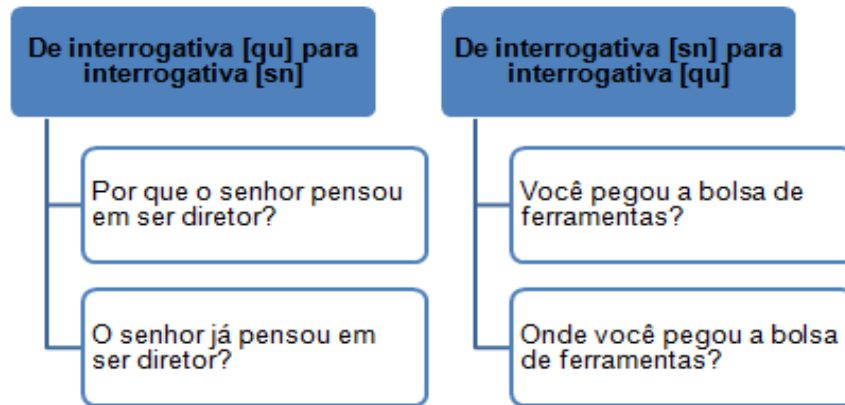 De interrogativa [qu] para
interrogativa [sn]
Por que o senhor pensou
em ser diretor?
O senhor já pensou em
ser diretor?
De interrogativa [sn] para
interrogativa [qu]
Você pegou a bolsa de
ferramentas?
Onde você pegou a bolsa
de ferramentas?